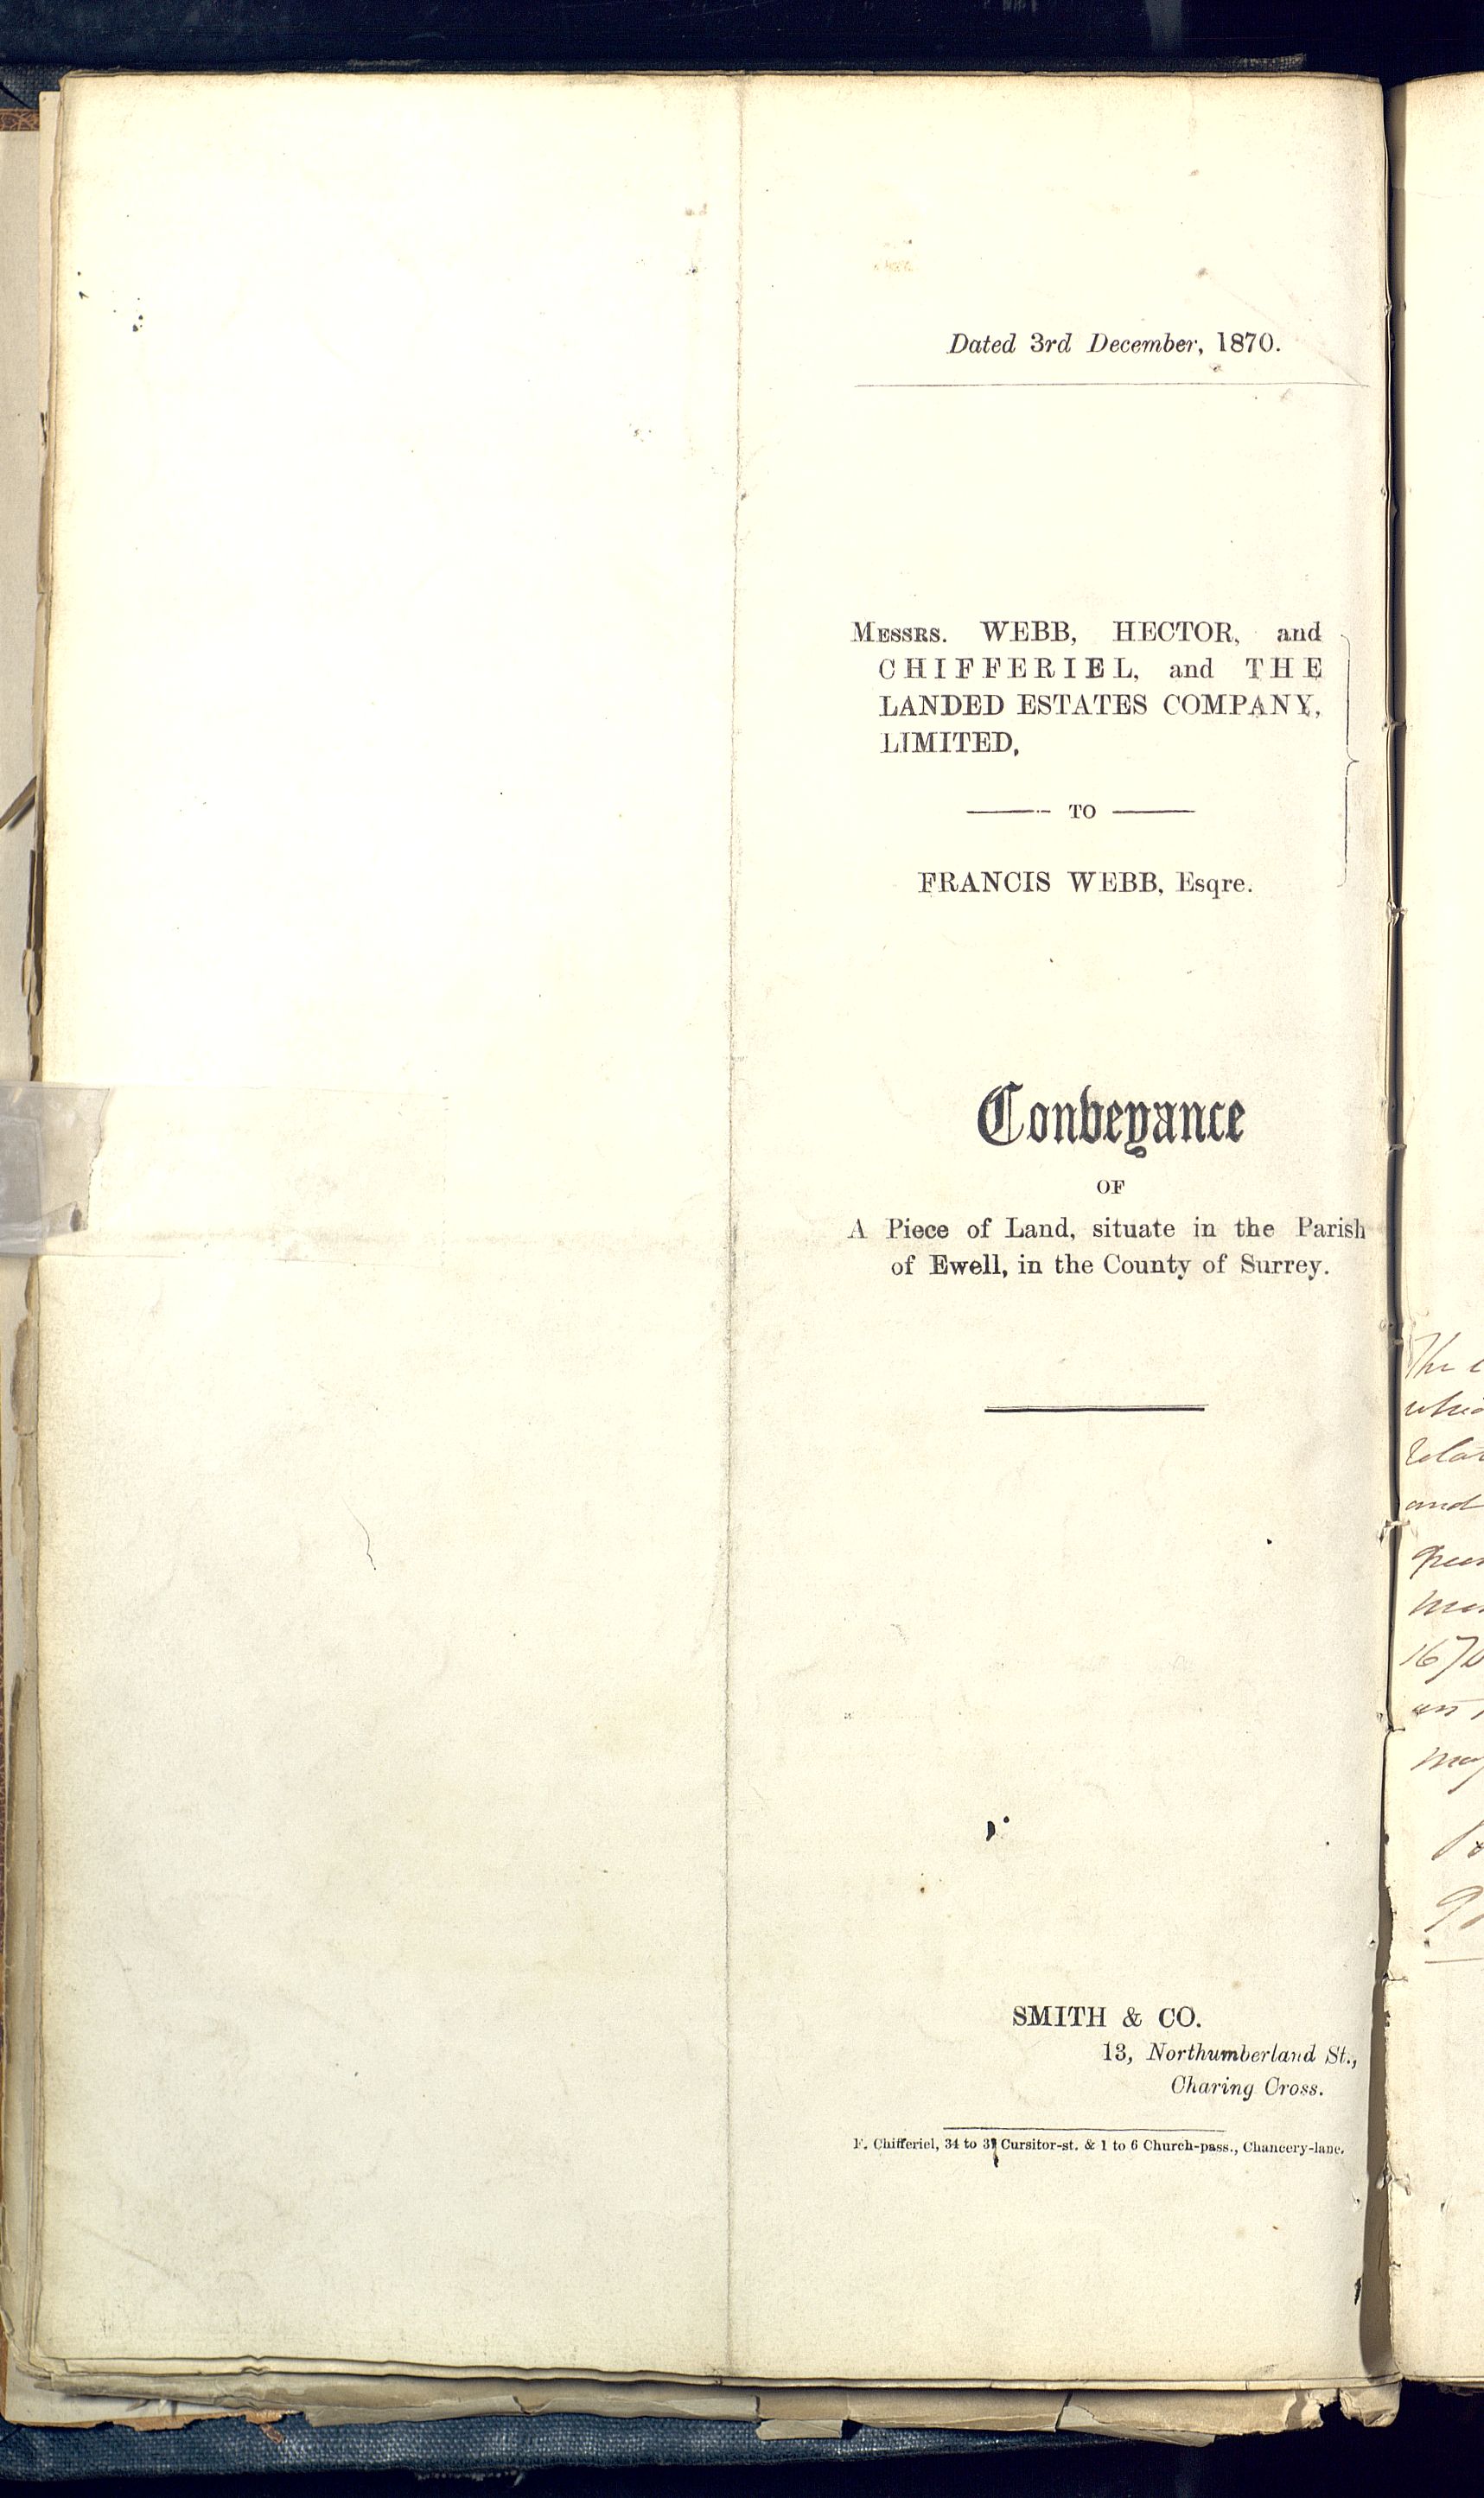 Dated 3rd December, 1870.
MESSRS. WEBB, HECTOR, and
CHIFFERIEL, and THE
LANDED ESTATES COMPANY,
LIMITED,
TO
FRANCIS WEBB, Esqre.
Conveyance
OF
A Piece of Land, situate in the Parish
of Ewell, in the County of Surrey.
SMITH & CO.
13, Northumberland St.,
Charing Cross.
F. Chifferiel, 34 to 37 Cursitor-st. & 1 to 6 Church-pass., Chancery-lane.
and